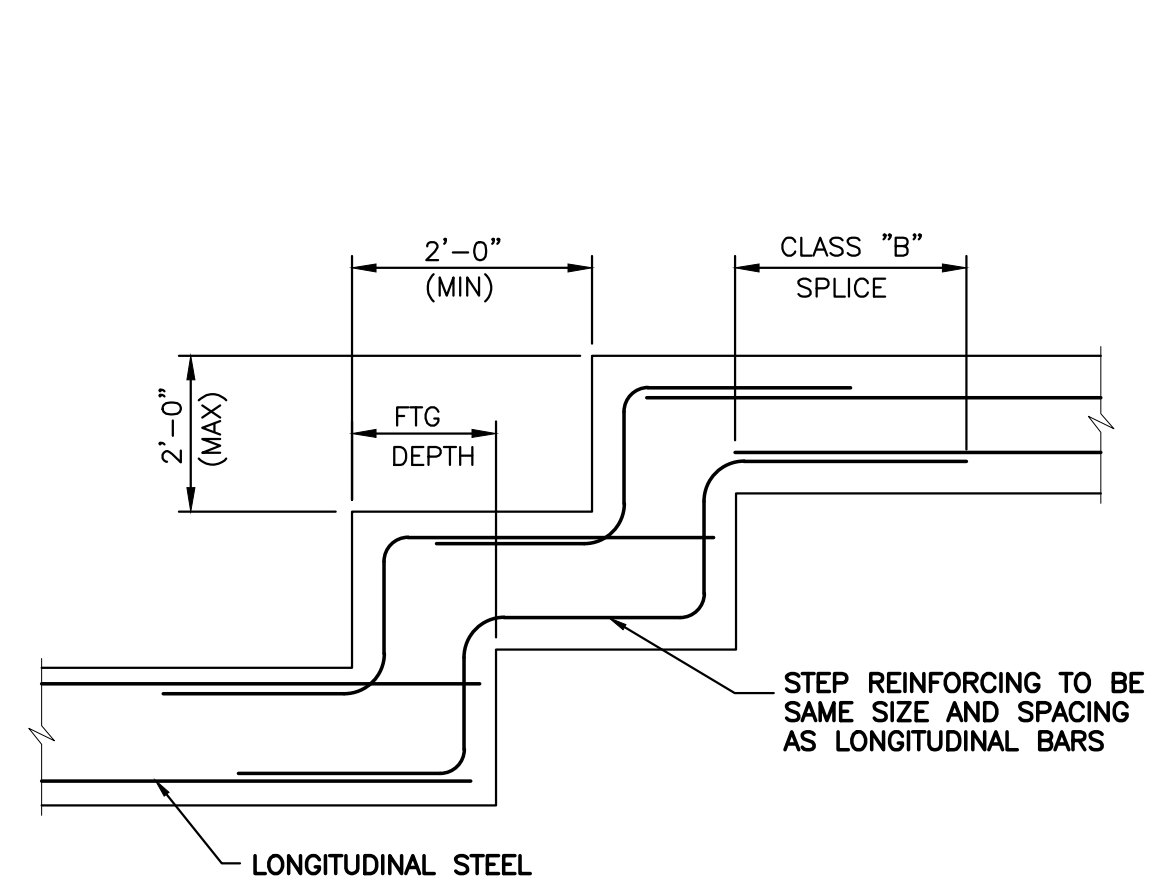 2'-0"
(MIN)
CLASS "B"
SPLICE
2'-0"
(MAX)
FTG
DEPTH
STEP REINFORCING TO BE
SAME SIZE AND SPACING
AS LONGITUDINAL BARS
LONGITUDINAL STEEL